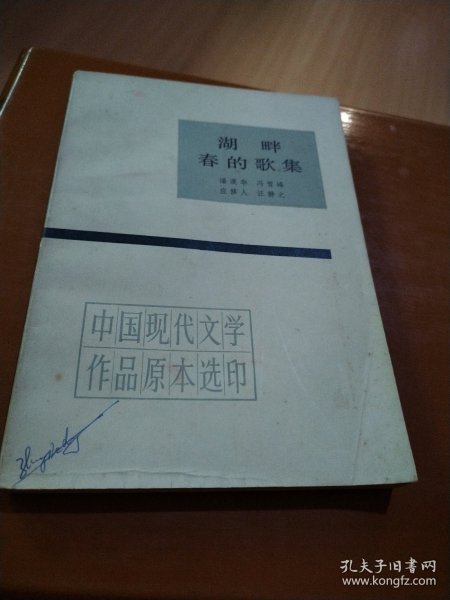 湖畔
春的歌集
潘漠华 冯雪峰
应修人 汪静之
中国现代文学
作品原本选印
孔夫子旧书网
www.kongfz.com